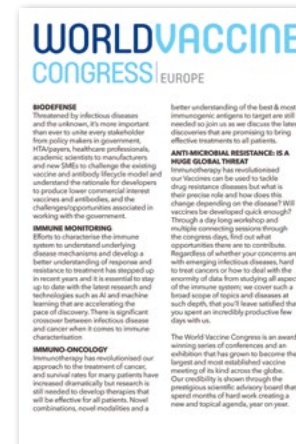 WORLDVACCINE
CONGRESS EUROPE
BIODEFENSE
Threatened by infectious diseases
and the unknown, it's more important
than ever to unite every stakeholder
from policy makers in government,
HTA/payers, healthcare professionals,
academic scientists to manufacturers
and new SMEs to challenge the existing
vaccine and antibody lifecycle model and
understand the rationale for developers
to produce lower commercial interest
vaccines and antibodies, and the
challenges/opportunities associated in
working with the government.
IMMUNE MONITORING
Efforts to characterise the immune
system to understand underlying
disease mechanisms and develop a
better understanding of response and
resistance to treatment has stepped up
in recent years and it is essential to stay
up to date with the latest research and
technologies such as AI and machine
learning that are accelerating the
pace of discovery. There is significant
crossover between infectious disease
and cancer when it comes to immune
characterisation
IMMUNO-ONCOLOGY
Immunotherapy has revolutionised our
approach to the treatment of cancer,
and survival rates for many patients have
increased dramatically but research is
still needed to develop therapies that
will be effective for all patients. Novel
combinations, novel modalities and a
better understanding of the best & most
immunogenic antigens to target are still
needed so join us as we discuss the late
discoveries that are promising to bring
effective treatments to all patients.
ANTI-MICROBIAL RESISTANCE: IS A
HUGE GLOBAL THREAT
Immunotherapy has revolutionised
our Vaccines can be used to tackle
drug resistance diseases but what is
their precise role and how does this
change depending on the disease? Will
vaccines be developed quick enough?
Through a day long workshop and
multiple connecting sessions through
the congress days, find out what
opportunities there are to contribute.
Regardless of whether your concerns are
with emerging infectious diseases, hard
to treat cancers or how to deal with the
enormity of data from studying all aspec
of the immune system; we cover such a
broad scope of topics and diseases at
such depth, that you'll leave satisfied tha
you spent an incredibly productive few
days with us.
The World Vaccine Congress is an award
winning series of conferences and an
exhibition that has grown to become th
largest and most established vaccine
meeting of its kind across the globe.
Our credibility is shown through the
prestigious scientific advisory board that
spend months of hard work creating a
new and topical agenda, year on year.